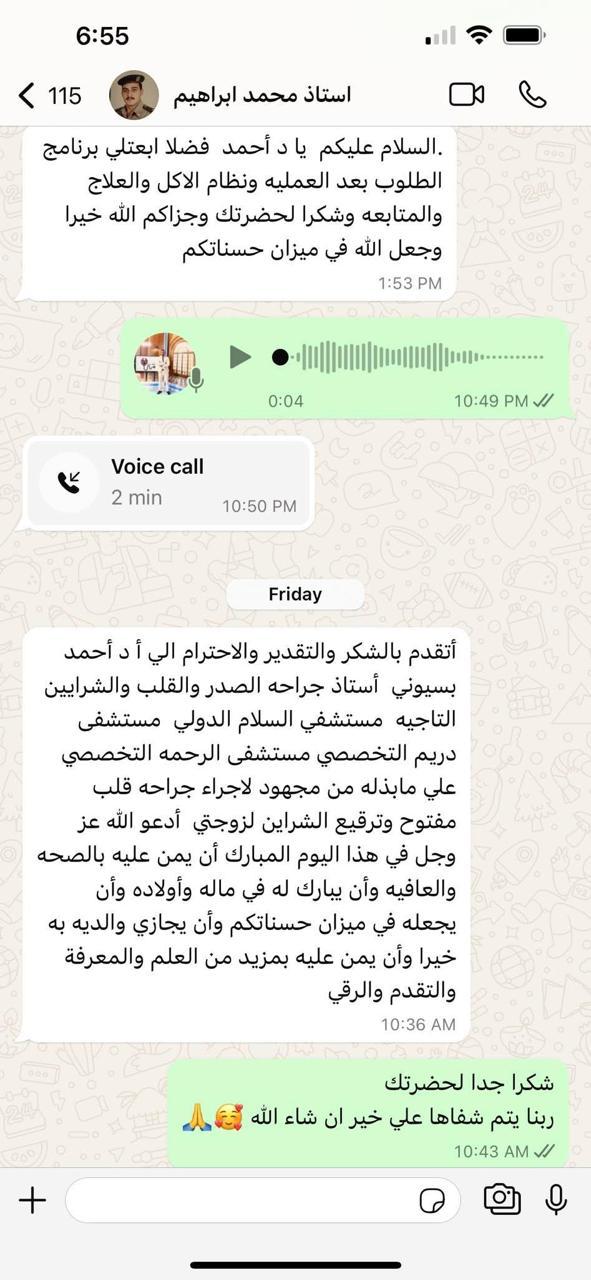 6:55
115
استاذ محمد ابراهيم
.السلام عليكم يا د أحمد فضلا ابعتلي برنامج
الطلوب بعد العمليه ونظام الاكل والعلاج
والمتابعه وشكرا لحضرتك وجزاكم الله خيرا
وجعل الله في ميزان حسناتكم
1:53 PM
0:04
10:49 PM
Voice call
2 min
10:50 PM
Friday
أتقدم بالشكر والتقدير والاحترام الي أ د أحمد
بسيوني أستاذ جراحه الصدر والقلب والشرايين
التاجيه مستشفي السلام الدولي مستشفى
دريم التخصصي مستشفى الرحمه التخصصي
علي مابذله من مجهود لاجراء جراحه قلب
مفتوح وترقيع الشراين لزوجتي أدعو الله عز
وجل في هذا اليوم المبارك أن يمن عليه بالصحه
والعافيه وأن يبارك له في ماله وأولاده وأن
يجعله في ميزان حسناتكم وأن يجازي والديه به
خيرا وأن يمن عليه بمزيد من العلم والمعرفة
والتقدم والرقي
10:36 AM
شكرا جدا لحضرتك
ربنا يتم شفاها علي خير ان شاء الله 🥰🙏
10:43 AM